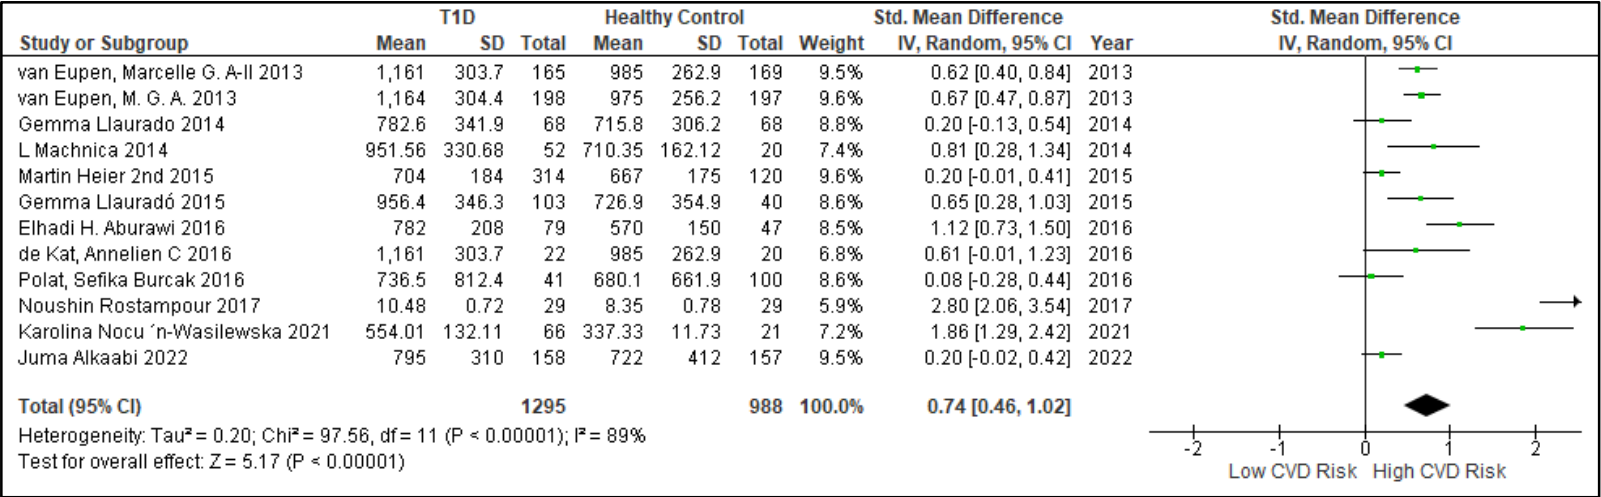 T1D Healthy Control Std. Mean Difference Std. Mean Difference
Study or Subgroup Mean SD Total Mean SD Total Weight IV, Random, 95% CI Year IV, Random, 95% CI
van Eupen, Marcelle G. A-II 2013 1,161 303.7 165 985 262.9 169 9.5% 0.62 [0.40, 0.84] 2013
van Eupen, M. G. A. 2013 1,164 304.4 198 975 256.2 197 9.6% 0.67 [0.47, 0.87] 2013
Gemma Llaurado 2014 782.6 341.9 68 715.8 306.2 68 8.8% 0.20 [-0.13, 0.54] 2014
L Machnica 2014 951.56 330.68 52 710.35 162.12 20 7.4% 0.81 [0.28, 1.34] 2014
Martin Heier 2nd 2015 704 184 314 667 175 120 9.6% 0.20 [-0.01, 0.41] 2015
Gemma Llauradó 2015 956.4 346.3 103 726.9 354.9 40 8.6% 0.65 [0.28, 1.03] 2015
Elhadi H. Aburawi 2016 782 208 79 570 150 47 8.5% 1.12 [0.73, 1.50] 2016
de Kat, Annelien C 2016 1,161 303.7 22 985 262.9 20 6.8% 0.61 [-0.01, 1.23] 2016
Polat, Sefika Burcak 2016 736.5 812.4 41 680.1 661.9 100 8.6% 0.08 [-0.28, 0.44] 2016
Noushin Rostampour 2017 10.48 0.72 29 8.35 0.78 29 5.9% 2.80 [2.06, 3.54] 2017
Karolina Nocu ´n-Wasilewska 2021 554.01 132.11 66 337.33 11.73 21 7.2% 1.86 [1.29, 2.42] 2021
Juma Alkaabi 2022 795 310 158 722 412 157 9.5% 0.20 [-0.02, 0.42] 2022
Total (95% CI) 1295 988 100.0% 0.74 [0.46, 1.02]
Heterogeneity: Tau² = 0.20; Chi² = 97.56, df = 11 (P < 0.00001); I² = 89%
Test for overall effect: Z = 5.17 (P < 0.00001)
-2 -1 0 1 2
Low CVD Risk High CVD Risk